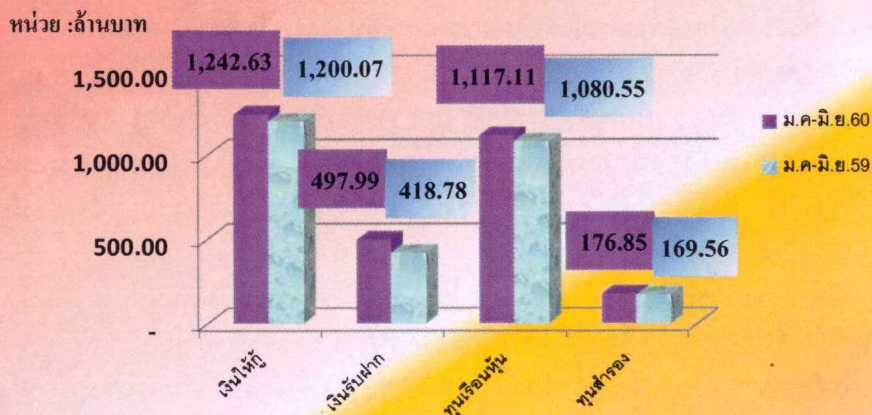 หน่วย :ล้านบาท
1,242.63 1,200.07 1,117.11 1,080.55
1,500.00
1,000.00
497.99 418.78
500.00
176.85 169.56
-
ม.ค-มิ.ย.60
ม.ค-มิ.ย.59
เงินให้กู้ เงินรับฝาก ทุนเรือนหุ้น ทุนสำรอง